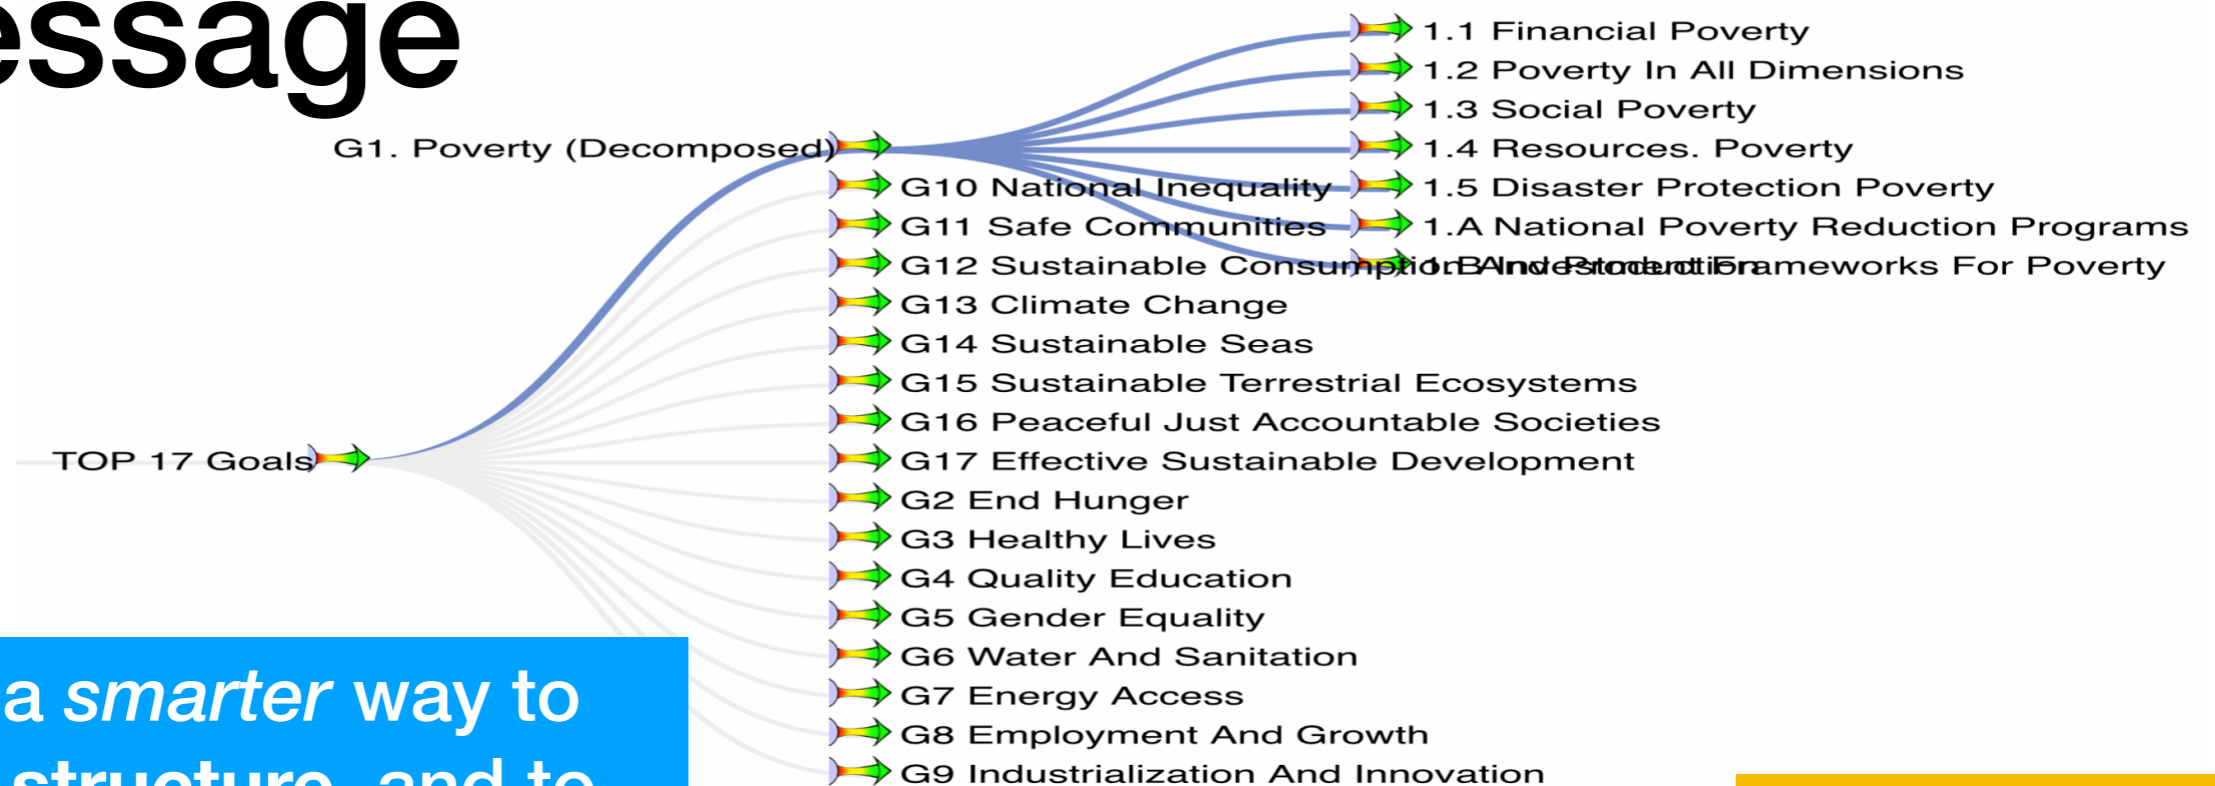 essage
1.1 Financial Poverty
1.2 Poverty In All Dimensions
1.3 Social Poverty
G1. Poverty (Decomposed)
1.4 Resources. Poverty
G10 National Inequality
1.5 Disaster Protection Poverty
G11 Safe Communities
1.A National Poverty Reduction Programs
G12 Sustainable Consumption And Production
1.B Investment Frameworks For Poverty
G13 Climate Change
G14 Sustainable Seas
G15 Sustainable Terrestrial Ecosystems
G16 Peaceful Just Accountable Societies
TOP 17 Goals
G17 Effective Sustainable Development
G2 End Hunger
G3 Healthy Lives
G4 Quality Education
G5 Gender Equality
G6 Water And Sanitation
G7 Energy Access
G8 Employment And Growth
G9 Industrialization And Innovation
a smarter way to
structure, and to